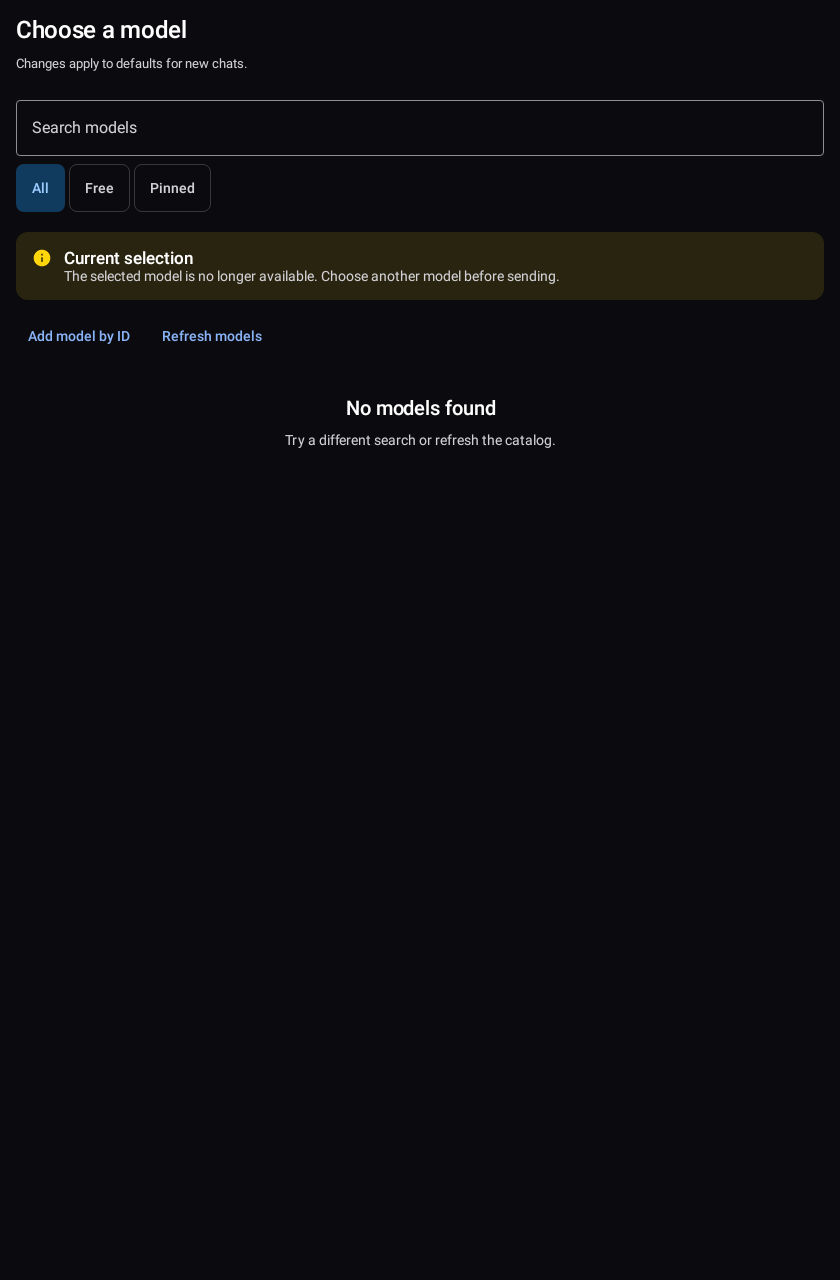 Choose a model
Changes apply to defaults for new chats.
Search models
All
Free
Pinned
Current selection
The selected model is no longer available. Choose another model before sending.
Add model by ID
Refresh models
No models found
Try a different search or refresh the catalog.